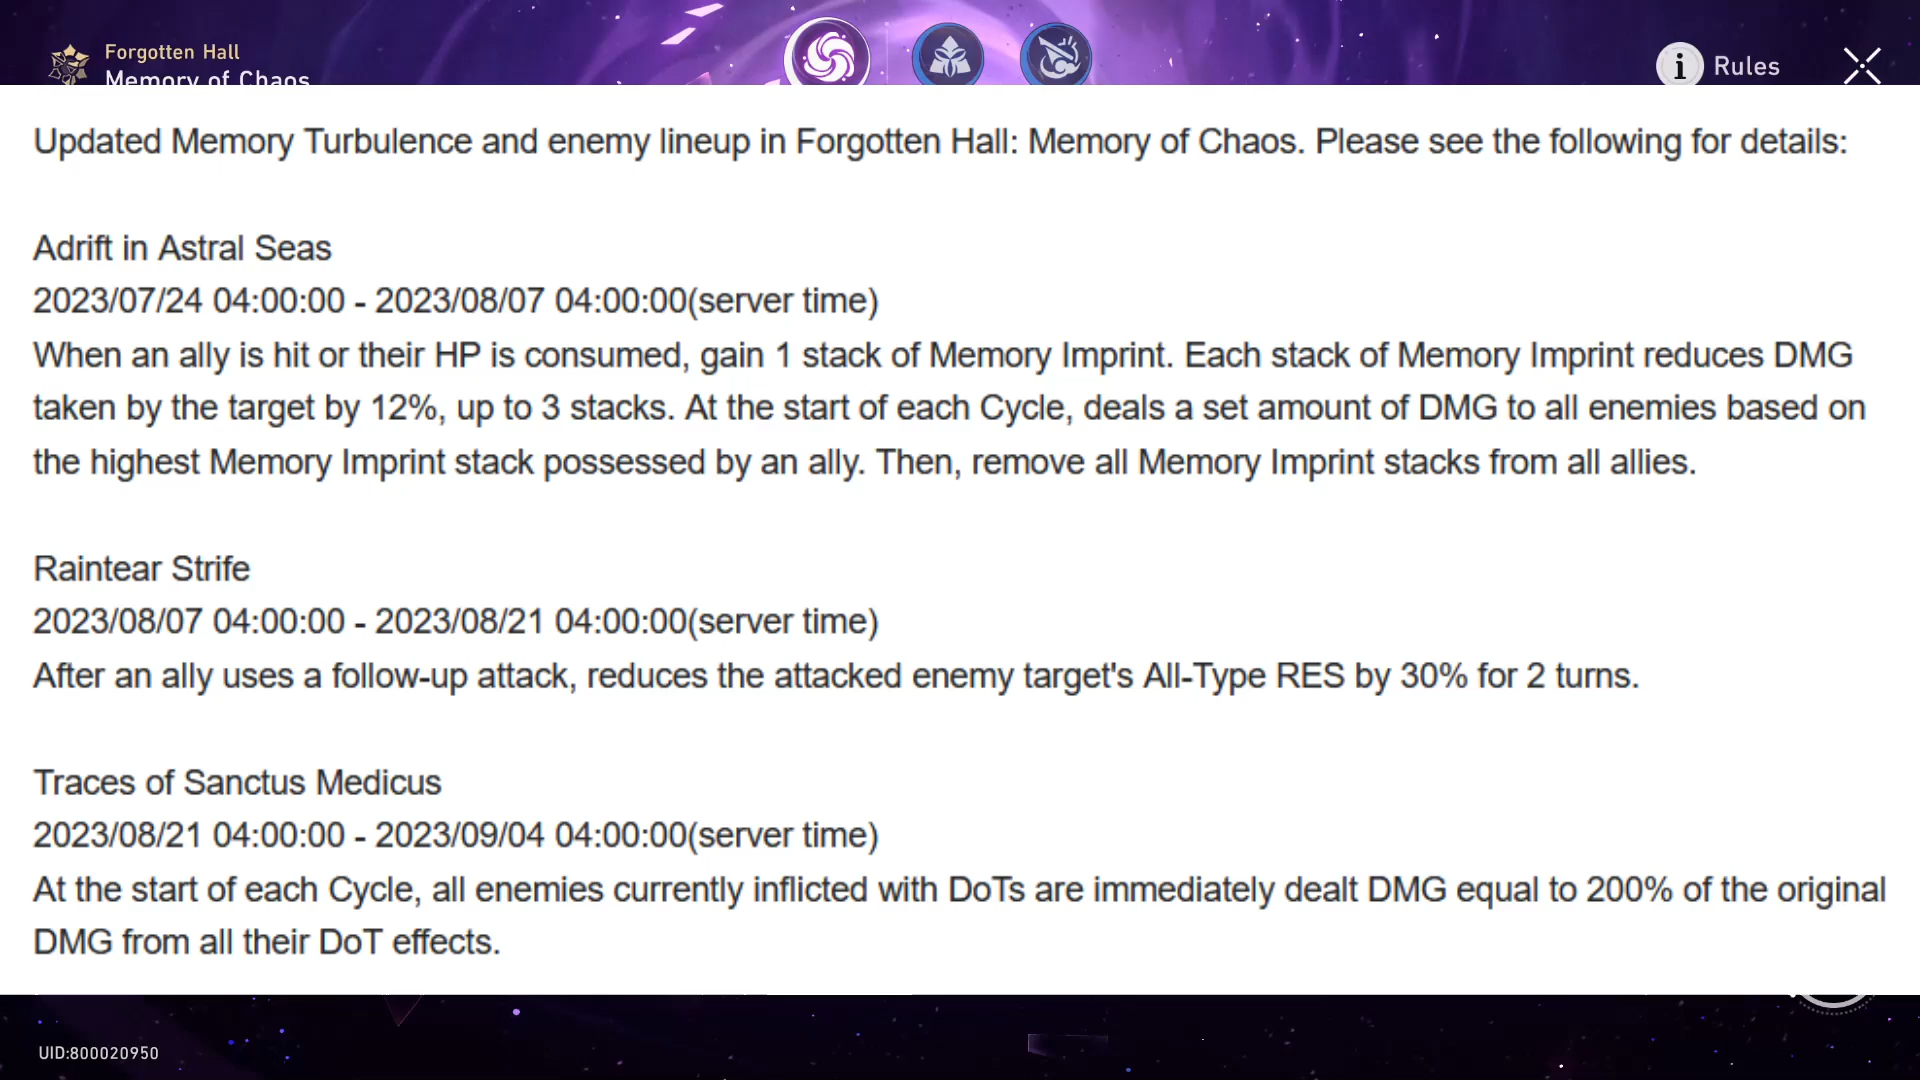 Forgotten Hall
Memory of Chaos
Rules
Updated Memory Turbulence and enemy lineup in Forgotten Hall: Memory of Chaos. Please see the following for details:
Adrift in Astral Seas
2023/07/24 04:00:00 - 2023/08/07 04:00:00(server time)
When an ally is hit or their HP is consumed, gain 1 stack of Memory Imprint. Each stack of Memory Imprint reduces DMG
taken by the target by 12%, up to 3 stacks. At the start of each Cycle, deals a set amount of DMG to all enemies based on
the highest Memory Imprint stack possessed by an ally. Then, remove all Memory Imprint stacks from all allies.
Raintear Strife
2023/08/07 04:00:00 - 2023/08/21 04:00:00(server time)
After an ally uses a follow-up attack, reduces the attacked enemy target's All-Type RES by 30% for 2 turns.
Traces of Sanctus Medicus
2023/08/21 04:00:00 - 2023/09/04 04:00:00(server time)
At the start of each Cycle, all enemies currently inflicted with DoTs are immediately dealt DMG equal to 200% of the original
DMG from all their DoT effects.
UID:800020950